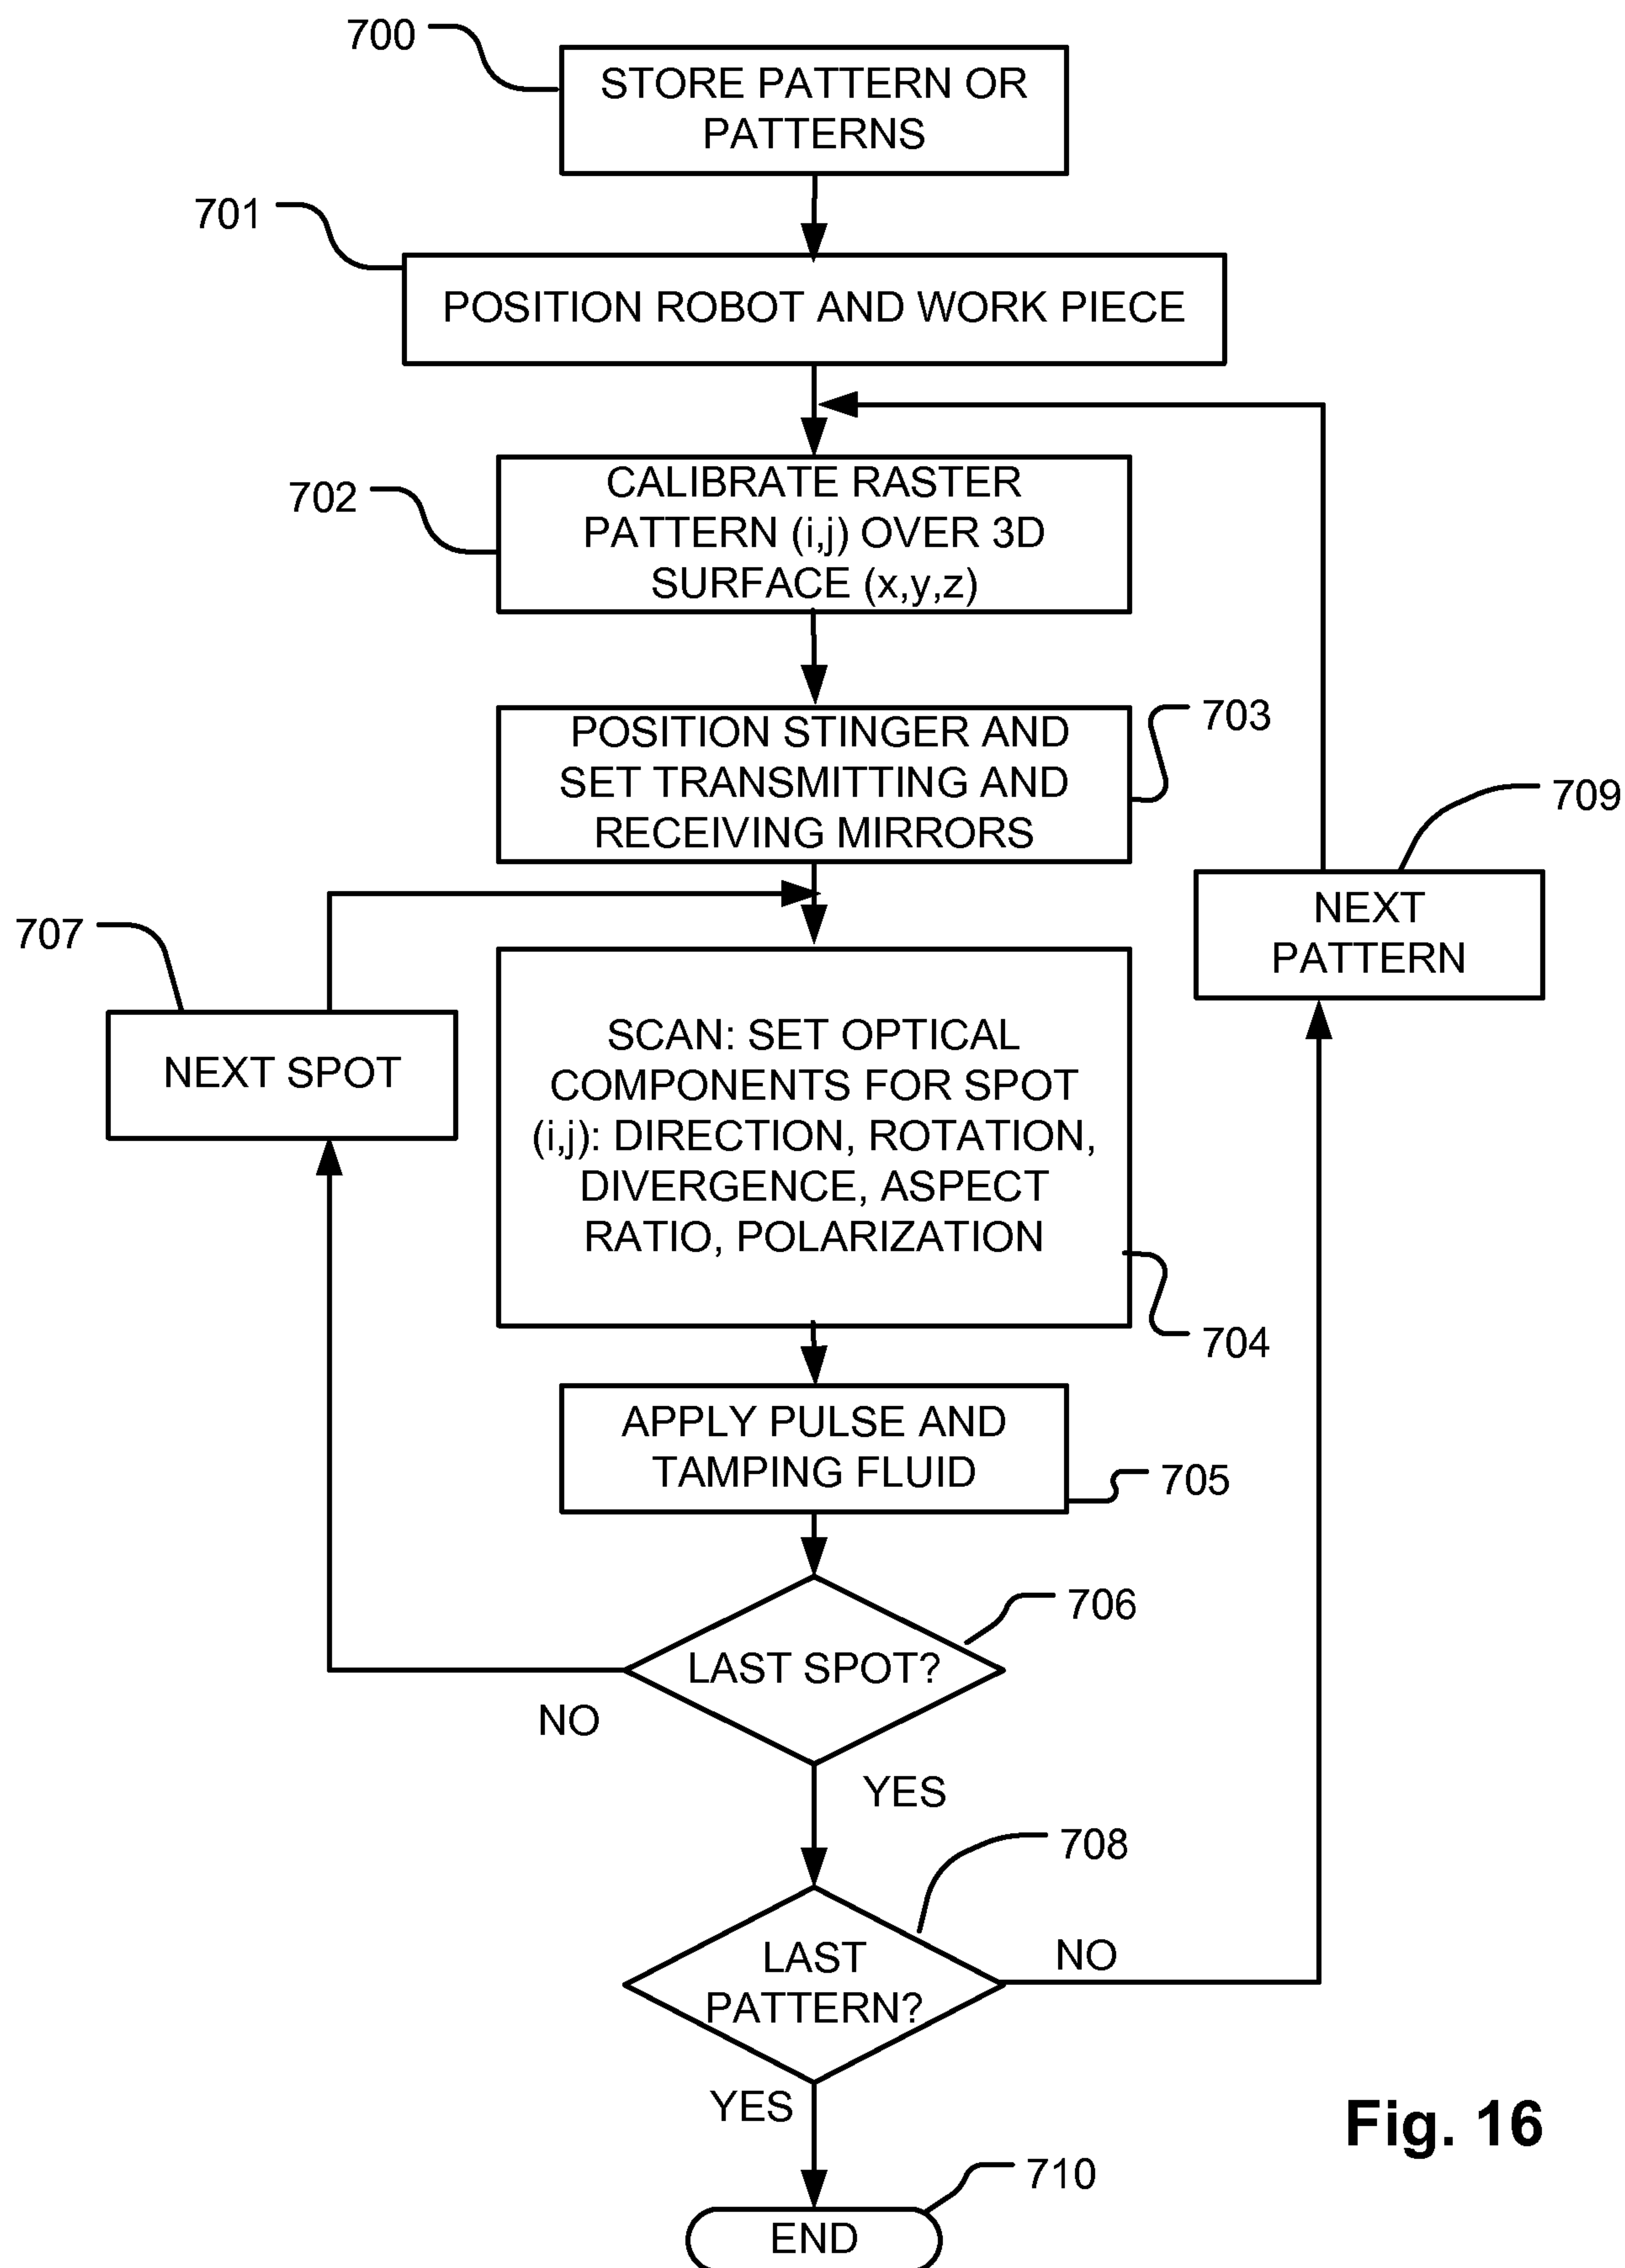 700
STORE PATTERN OR
PATTERNS
701
POSITION ROBOT AND WORK PIECE
702
CALIBRATE RASTER
PATTERN (i,j) OVER 3D
SURFACE (x,y,z)
703
POSITION STINGER AND
SET TRANSMITTING AND
RECEIVING MIRRORS
709
NEXT
PATTERN
707
NEXT SPOT
SCAN: SET OPTICAL
COMPONENTS FOR SPOT
(i,j): DIRECTION, ROTATION,
DIVERGENCE, ASPECT
RATIO, POLARIZATION
704
APPLY PULSE AND
TAMPING FLUID
705
706
LAST SPOT?
NO
YES
708
LAST
PATTERN?
NO
YES
Fig. 16
710
END